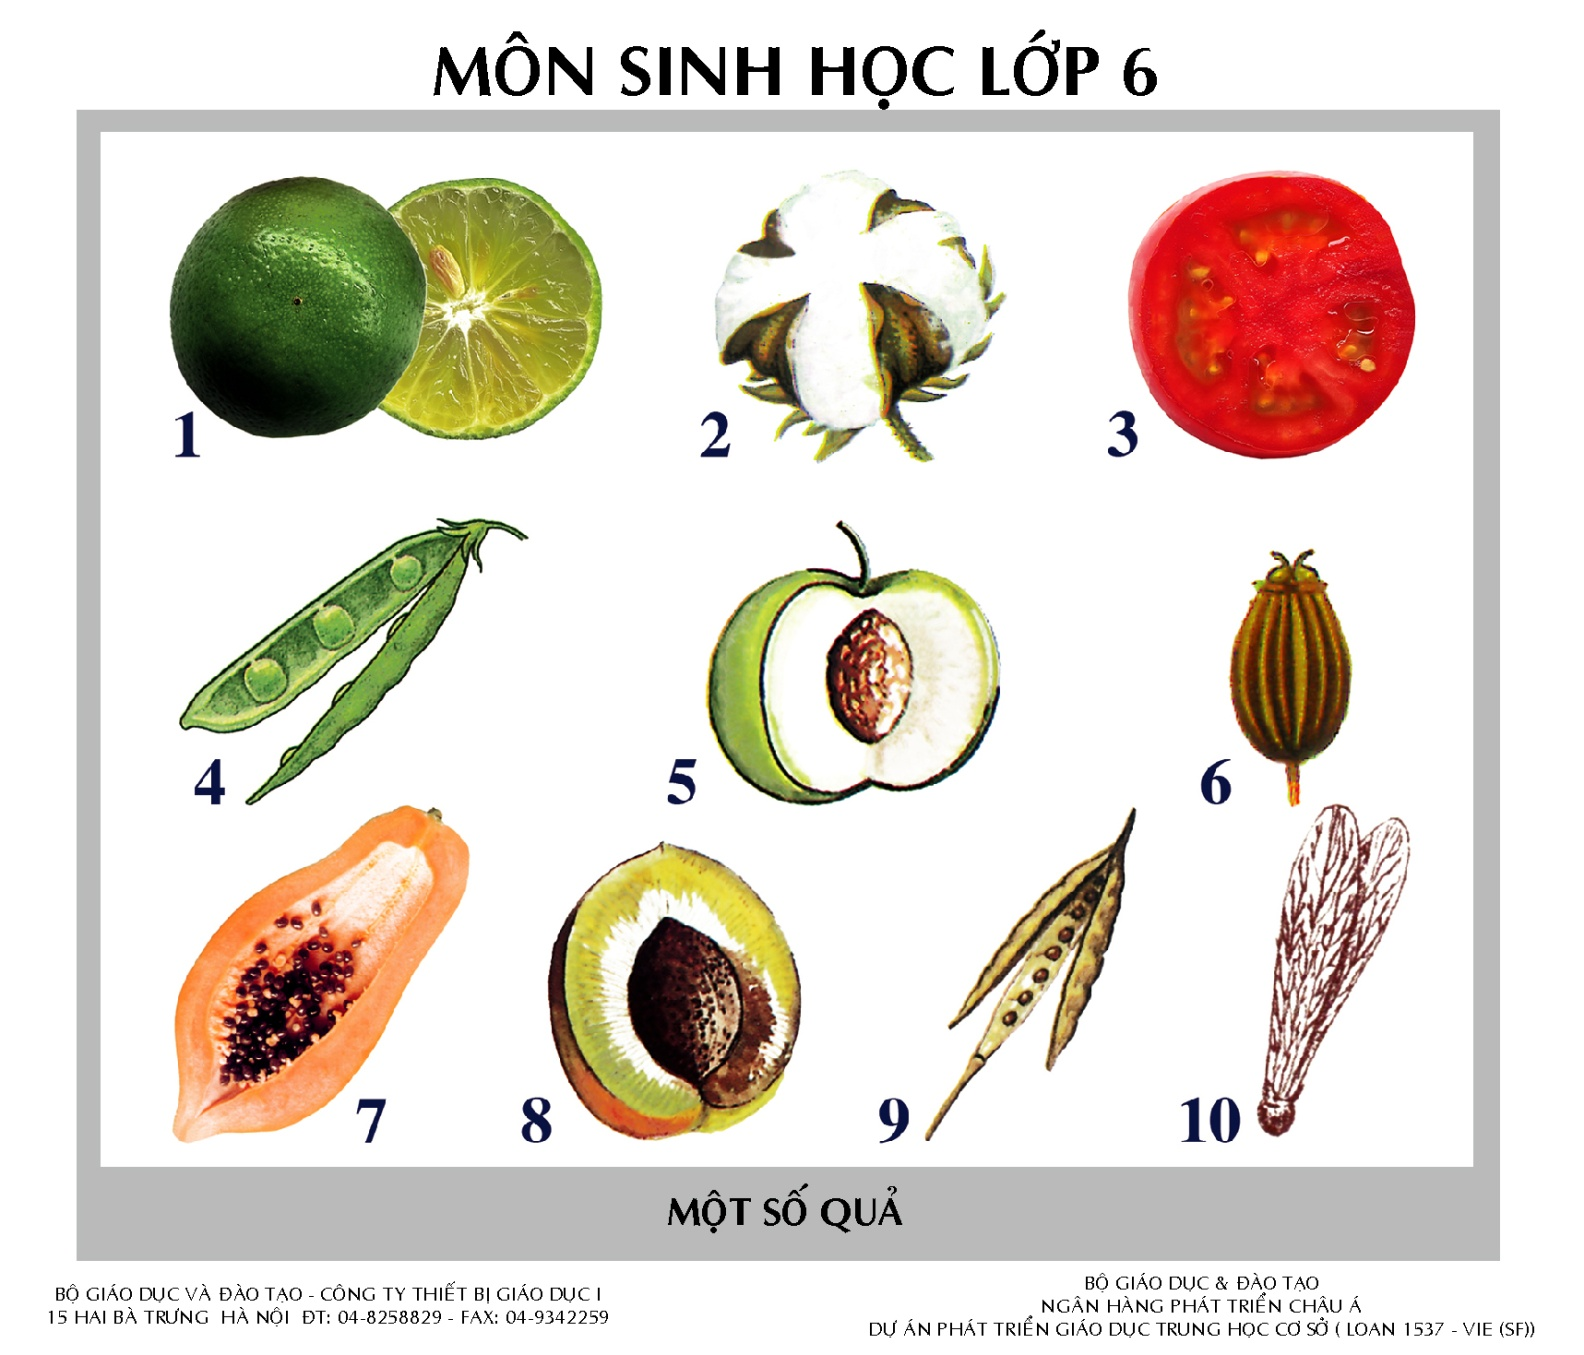 MÔN SINH HỌC LỚP 6
1
2
3
4
5
6
7
8
9
10
MỘT SỐ QUẢ
BỘ GIÁO DỤC VÀ ĐÀO TẠO - CÔNG TY THIẾT BỊ GIÁO DỤC I
15 HAI BÀ TRƯNG HÀ NỘI ĐT: 04-8258829 - FAX: 04-9342259
BỘ GIÁO DỤC & ĐÀO TẠO
NGÂN HÀNG PHÁT TRIỂN CHÂU Á
DỰ ÁN PHÁT TRIỂN GIÁO DỤC TRUNG HỌC CƠ SỞ ( LOAN 1537 - VIE (SF))